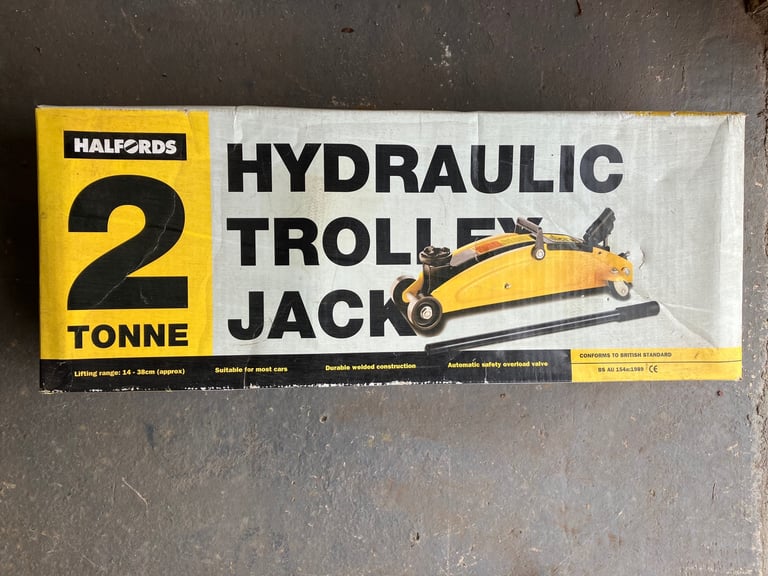 HALFORDS
2
TONNE
HYDRAULIC
TROLLEY
JACK
Lifting range: 14 - 38cm (approx)
Suitable for most cars
Durable welded construction
Automatic safety overload valve
CONFORMS TO BRITISH STANDARD
BS AU 154a:1989 CE